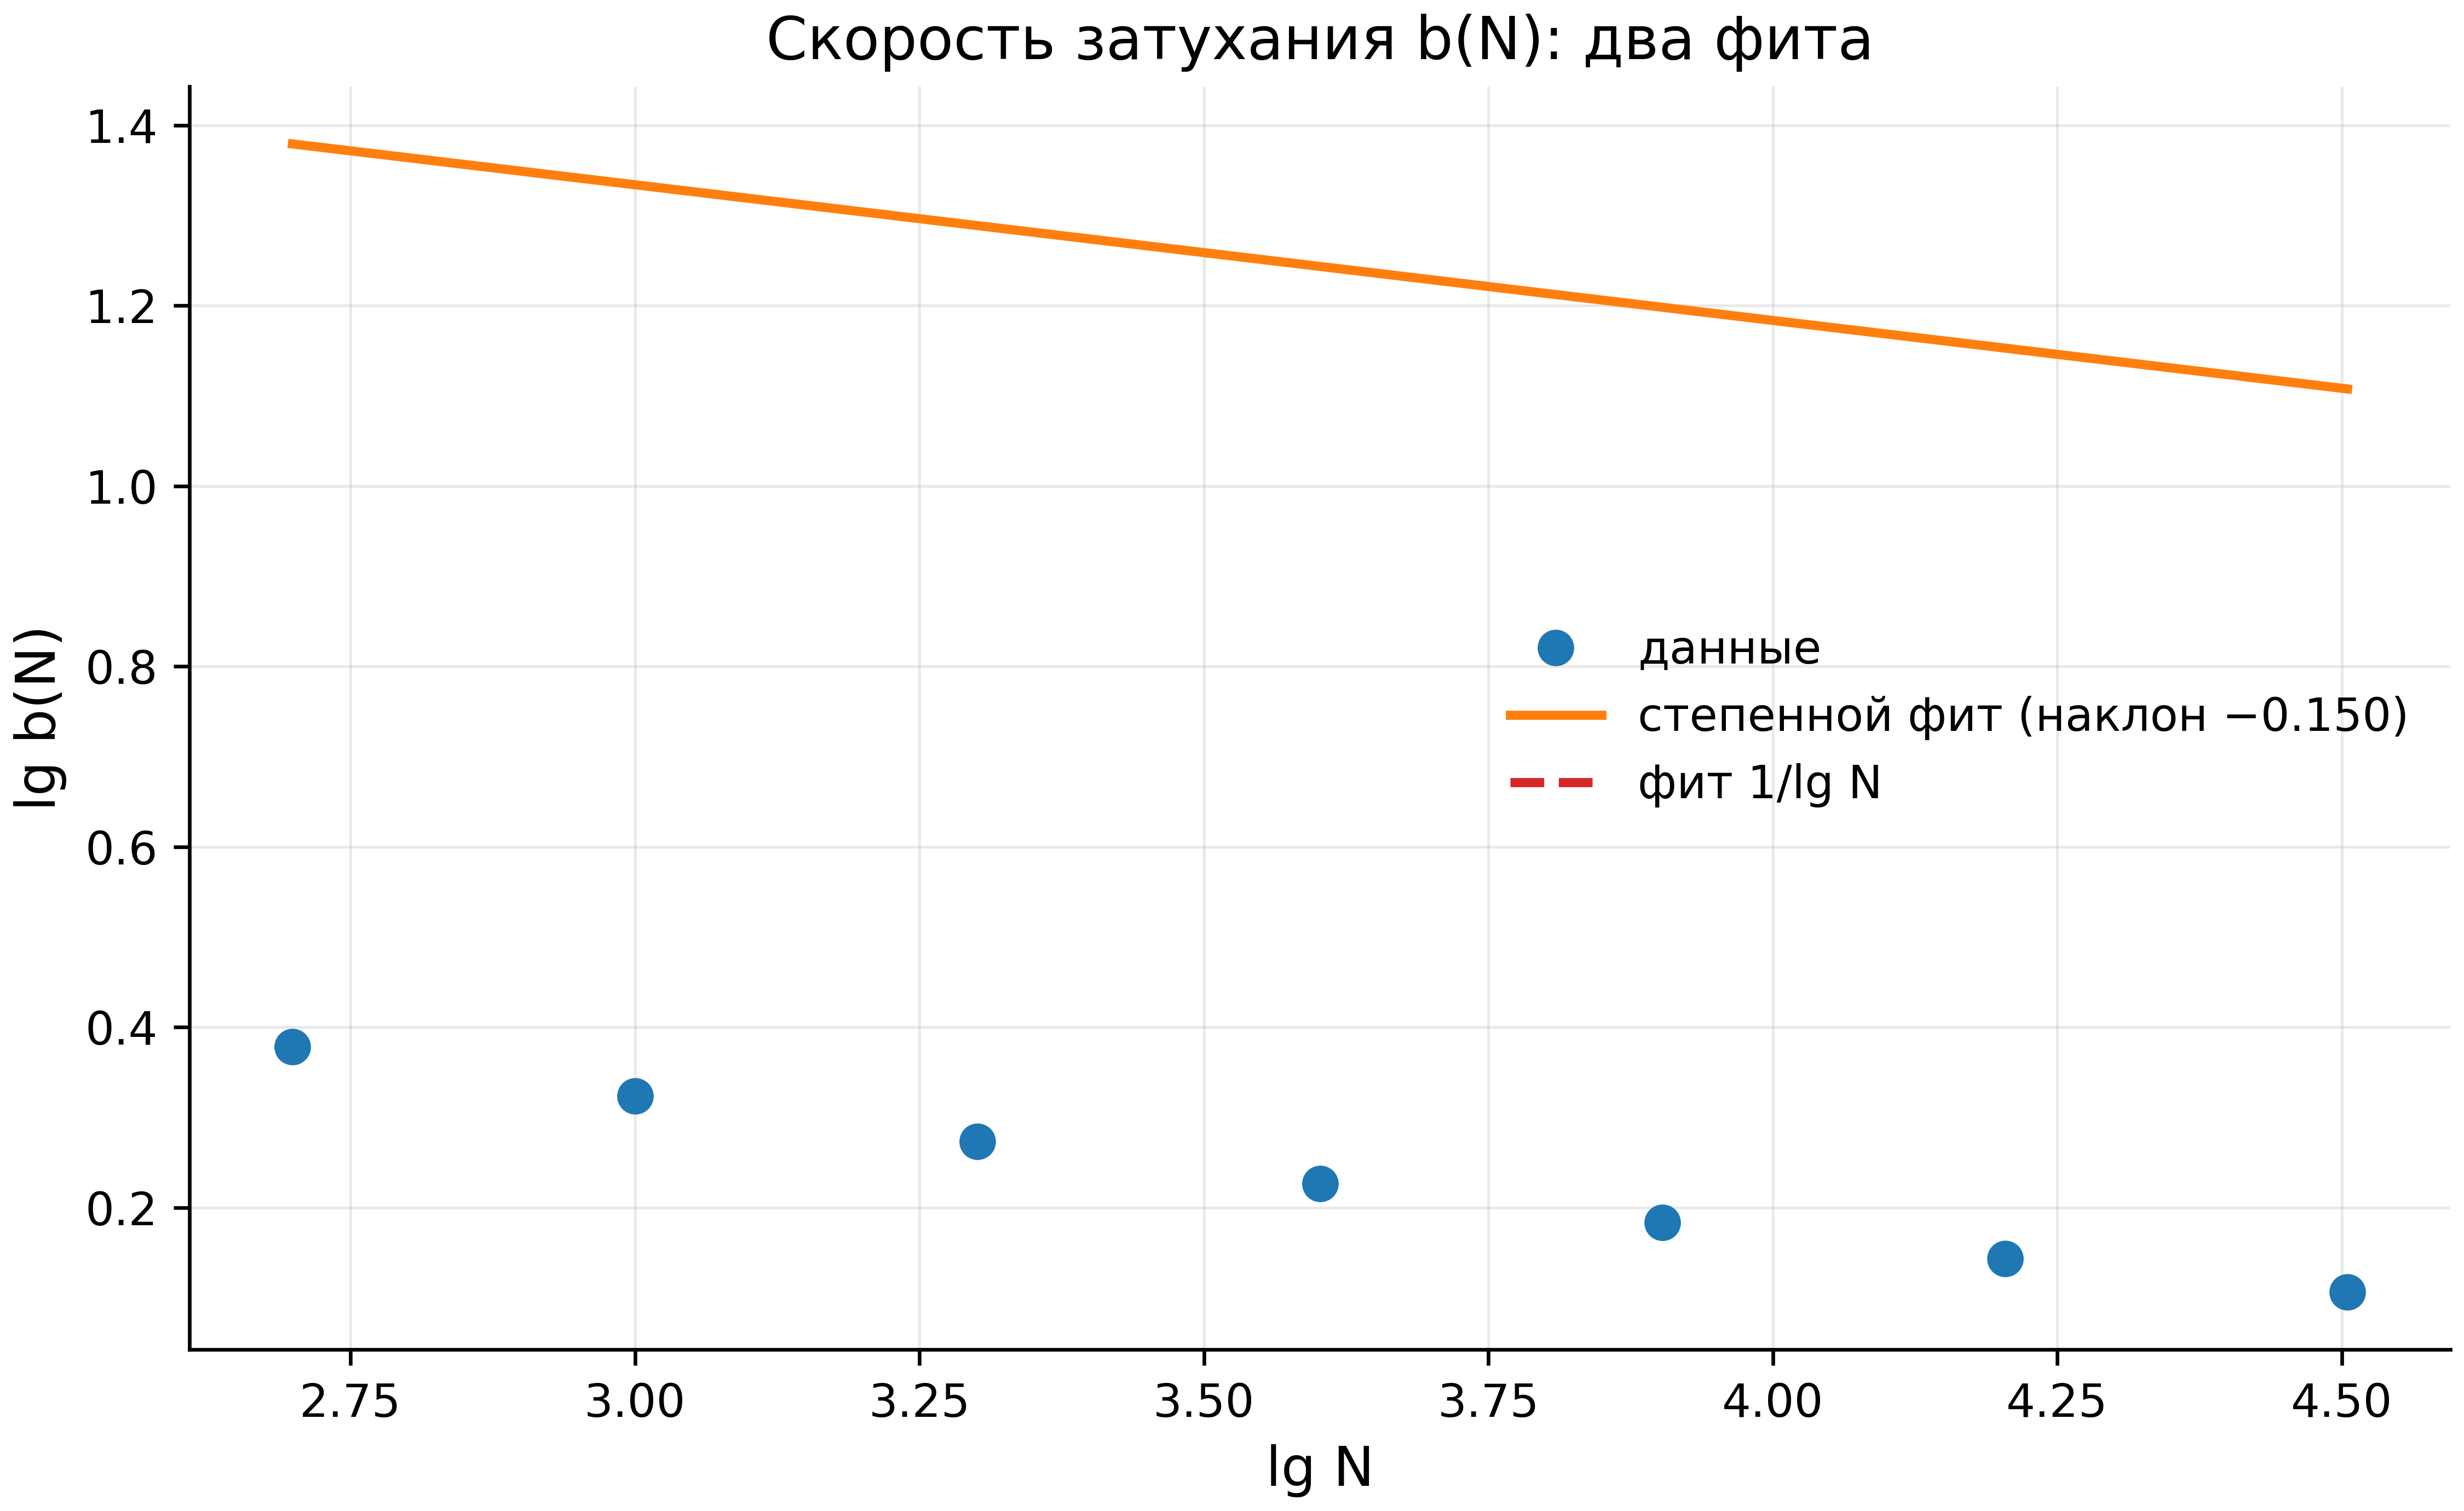 Скорость затухания b(N): два фита
lg b(N)
1.4
1.2
1.0
0.8
0.6
0.4
0.2
данные
степенной фит (наклон −0.150)
фит 1/lg N
2.75 3.00 3.25 3.50 3.75 4.00 4.25 4.50
lg N